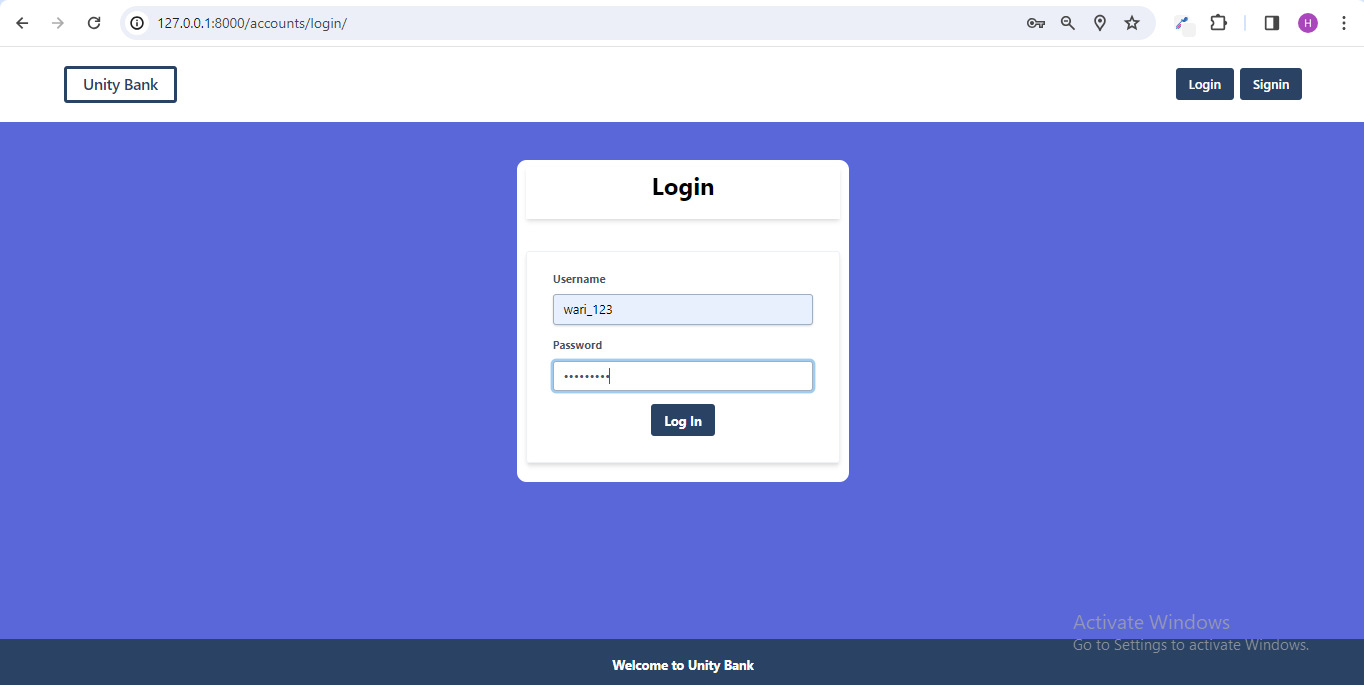 127.0.0.1:8000/accounts/login/
H
Unity Bank
Login Signin
Login
Username
wari_123
Password
•••••••••
Log In
Activate Windows
Go to Settings to activate Windows.
Welcome to Unity Bank